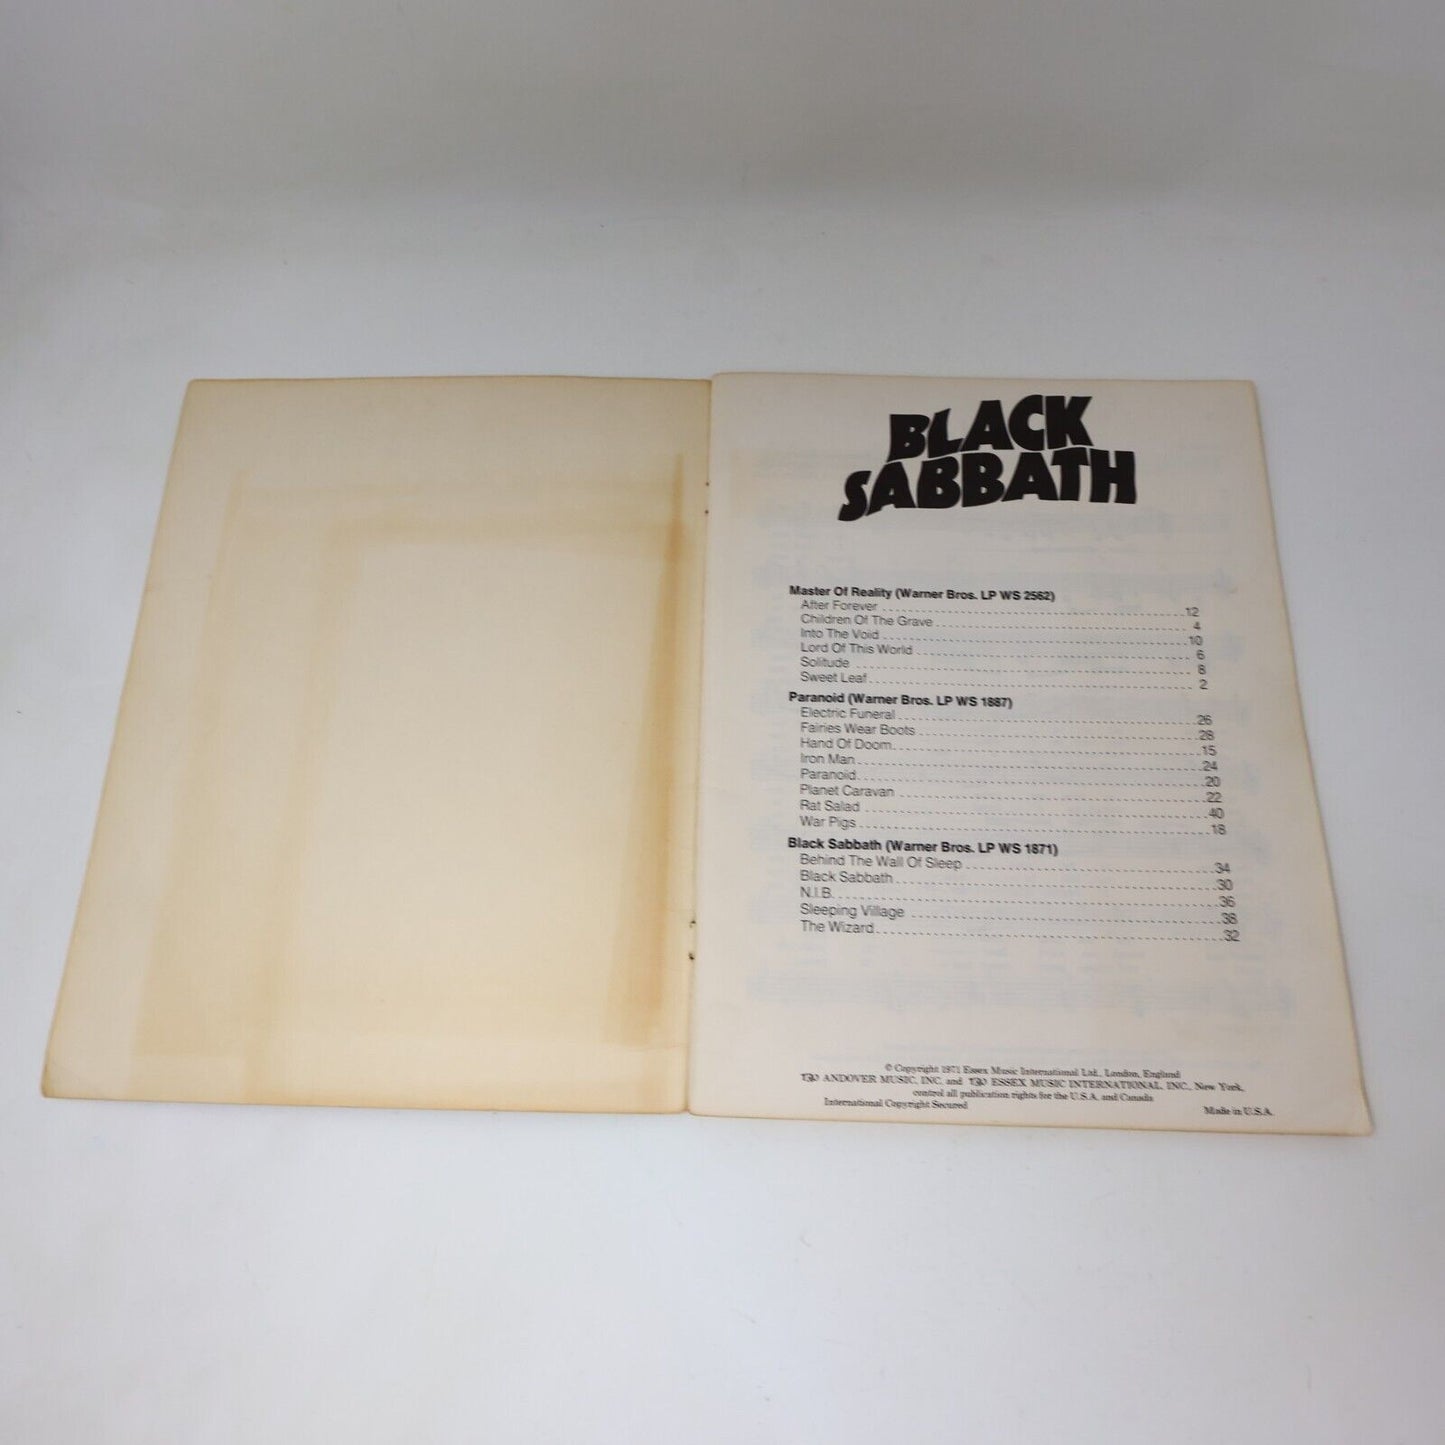 BLACK
SABBATH
Master Of Reality (Warner Bros. LP WS 2562)
After Forever 12
Children Of The Grave 4
Into The Void 10
Lord Of This World 6
Solitude 8
Sweet Leaf 2
Paranoid (Warner Bros. LP WS 1887)
Electric Funeral 26
Fairies Wear Boots 28
Hand Of Doom 15
Iron Man 24
Paranoid 20
Planet Caravan 22
Rat Salad 40
War Pigs 18
Black Sabbath (Warner Bros. LP WS 1871)
Behind The Wall Of Sleep 34
Black Sabbath 30
N.I.B. 36
Sleeping Village 38
The Wizard 32
© Copyright 1971 Essex Music International Ltd., London, England
TRO ANDOVER MUSIC, INC. and TRO ESSEX MUSIC INTERNATIONAL, INC., New York,
control all publication rights for the U.S.A. and Canada
International Copyright Secured Made in U.S.A.